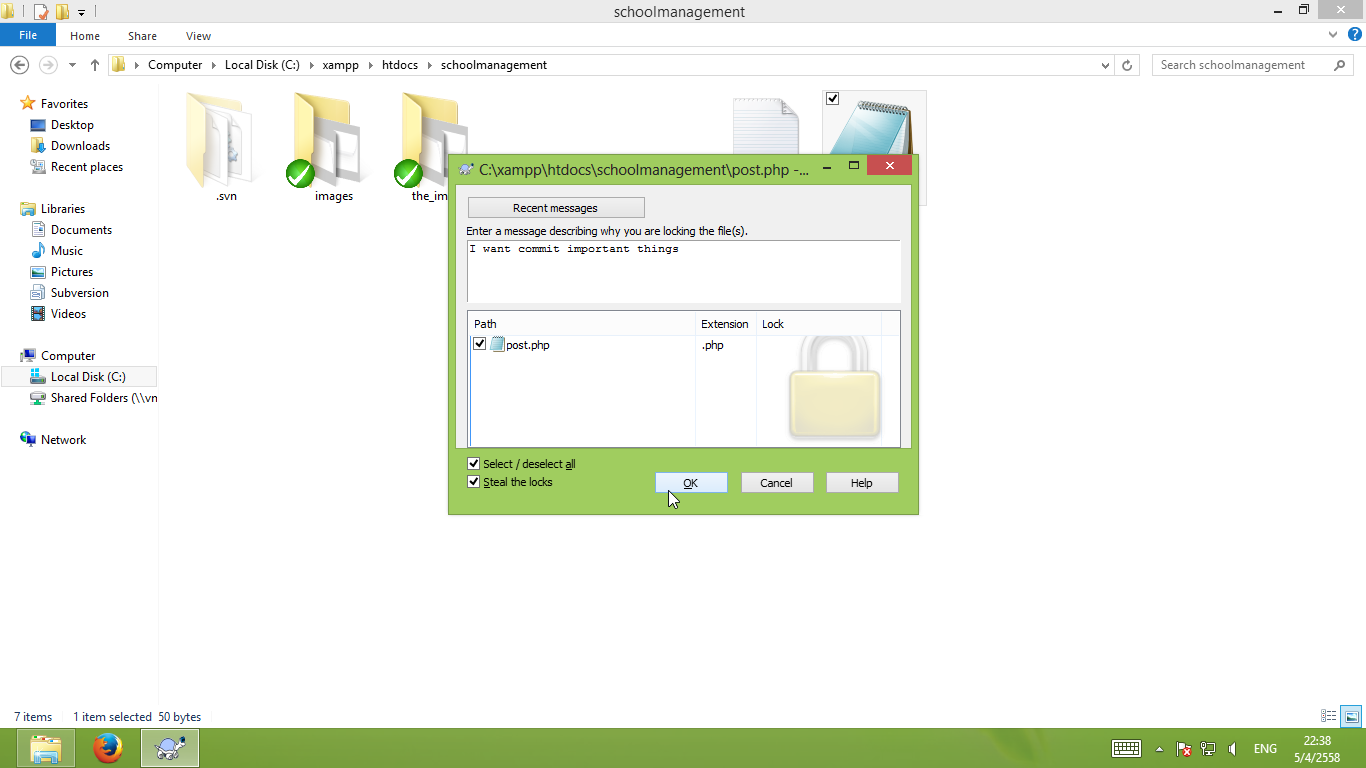 schoolmanagement
File Home Share View
Computer Local Disk (C:) xampp htdocs schoolmanagement
Search schoolmanagement
Favorites
Desktop
Downloads
Recent places
Libraries
Documents
Music
Pictures
Subversion
Videos
Computer
Local Disk (C:)
Shared Folders (\\vn
Network
.svn
images
the_im
C:\xampp\htdocs\schoolmanagement\post.php -...
Recent messages
Enter a message describing why you are locking the file(s).
I want commit important things
Path Extension Lock
post.php .php
Select / deselect all
Steal the locks
OK Cancel Help
7 items 1 item selected 50 bytes
ENG
22:38
5/4/2558